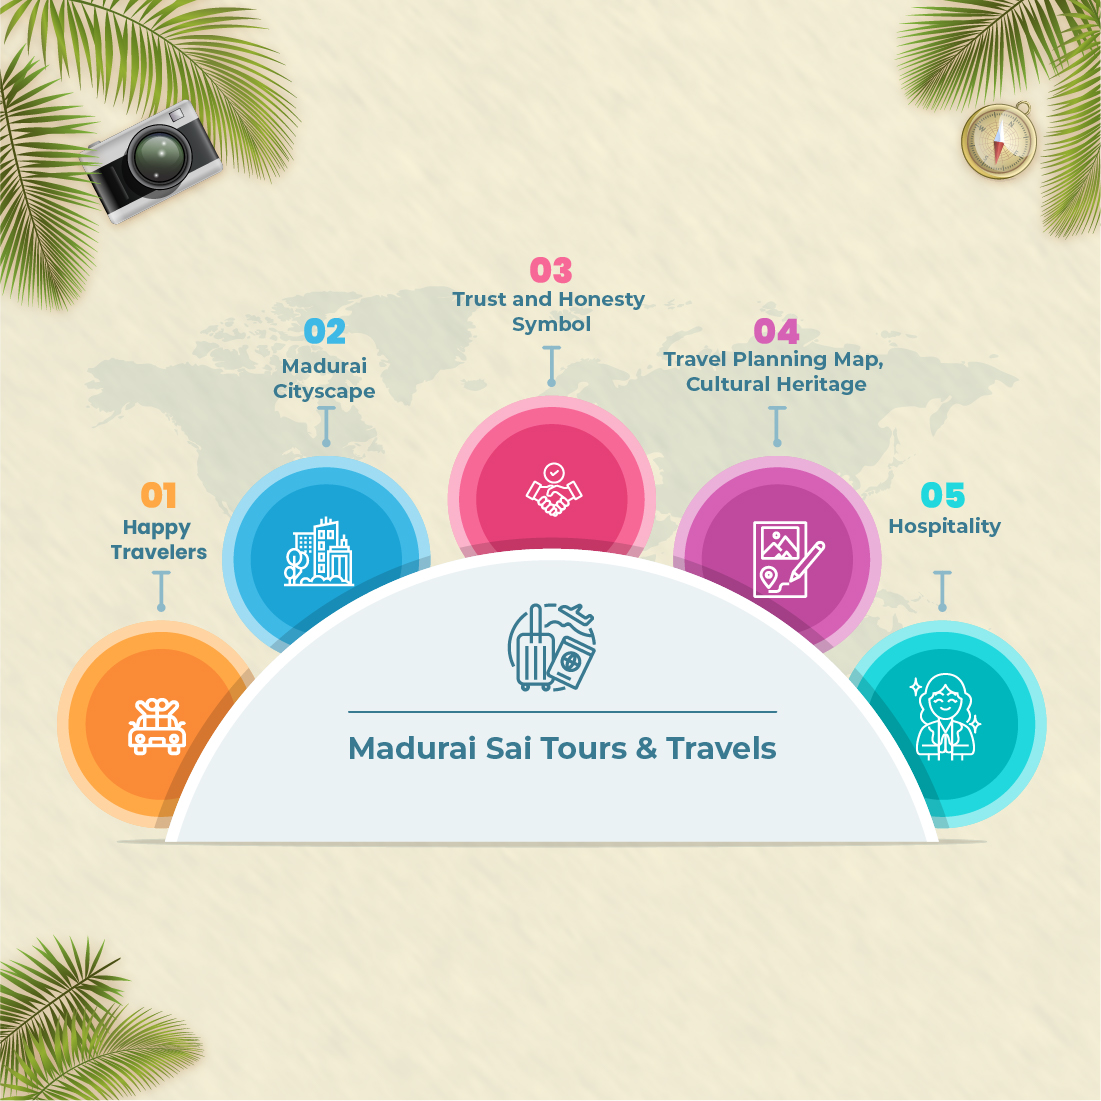 01
Happy
Travelers
02
Madurai
Cityscape
03
Trust and Honesty
Symbol
04
Travel Planning Map,
Cultural Heritage
05
Hospitality
Madurai Sai Tours & Travels